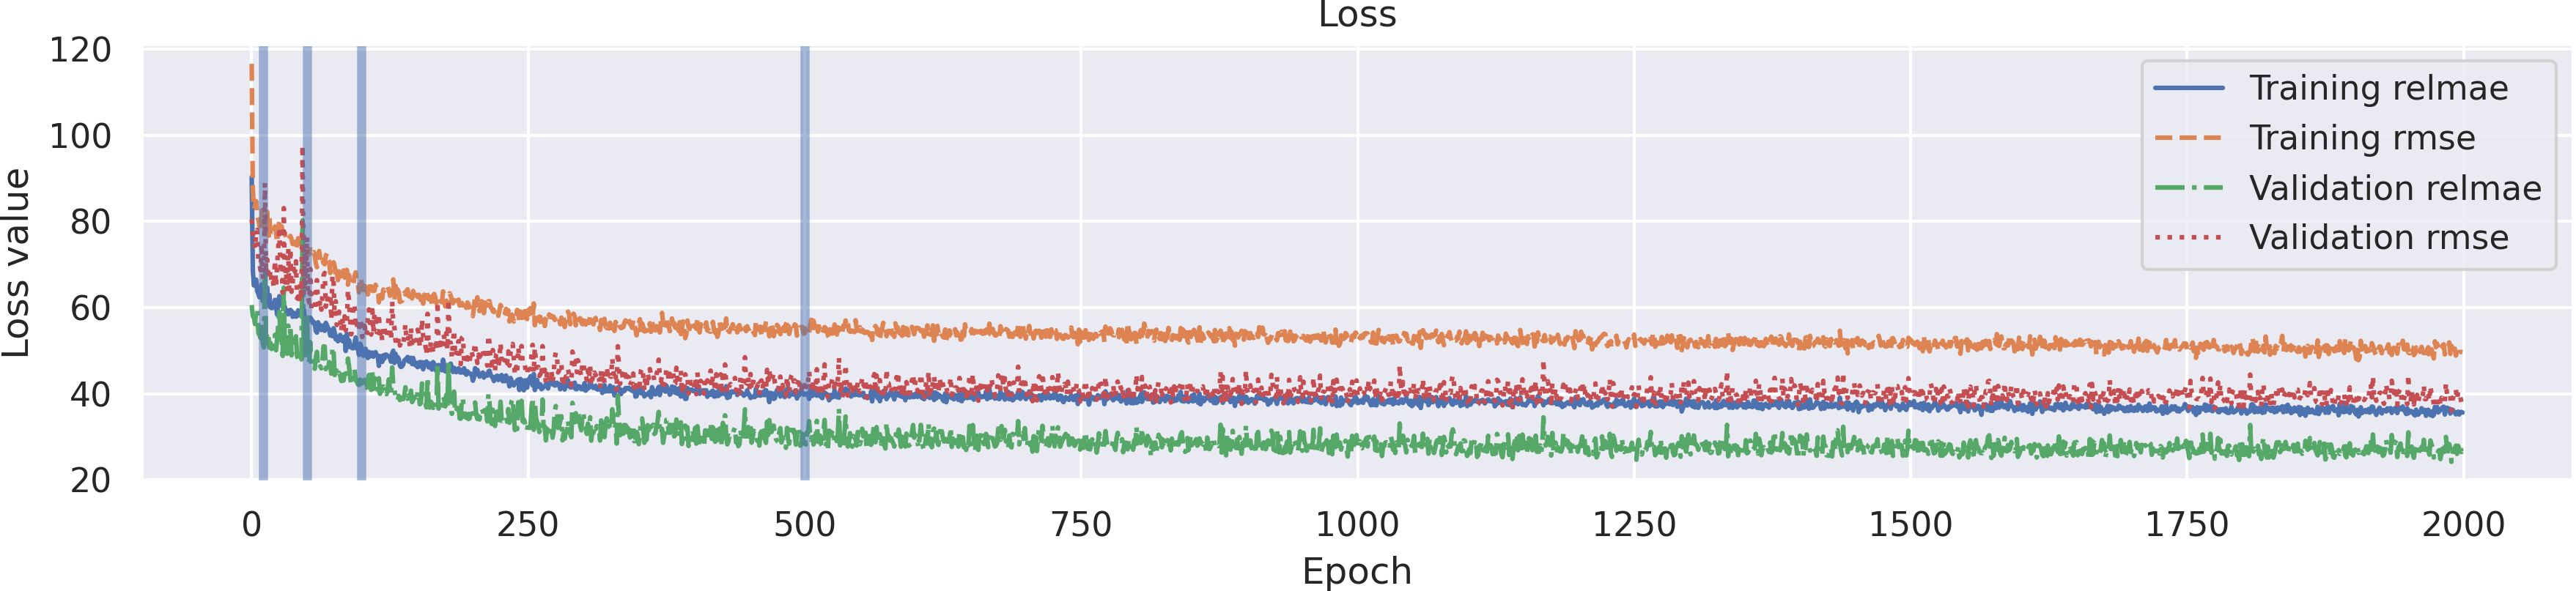 Loss
120
100
80
60
40
20
Loss value
0 250 500 750 1000 1250 1500 1750 2000
Epoch
Training relmae
Training rmse
Validation relmae
Validation rmse